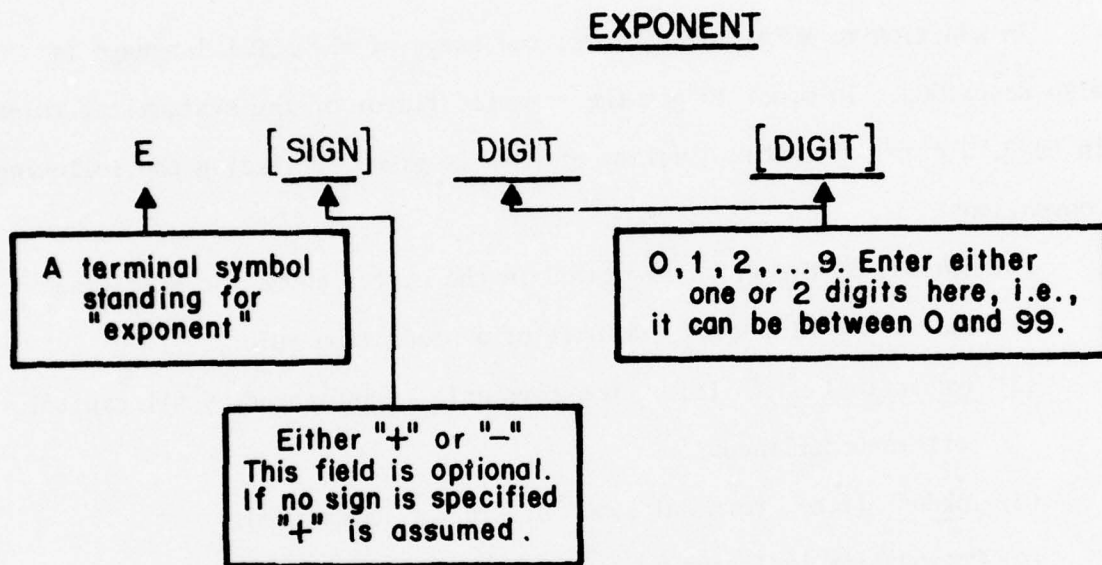 EXPONENT
E [SIGN] DIGIT [DIGIT]
A terminal symbol
standing for
"exponent"
0,1,2,...9. Enter either
one or 2 digits here, i.e.,
it can be between 0 and 99.
Either "+" or "–"
This field is optional.
If no sign is specified
"+" is assumed.